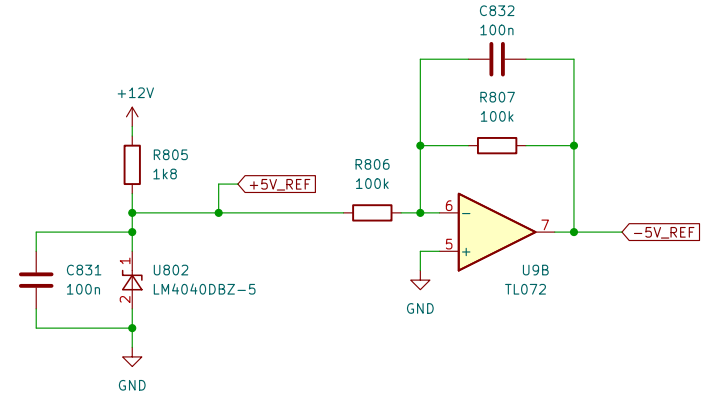 C832
100n
+12V
R807
100k
R805
1k8
R806
100k
+5V_REF
6
−
7
-5V_REF
5
+
C831
100n
1
2
U802
LM4040DBZ-5
U9B
TL072
GND
GND